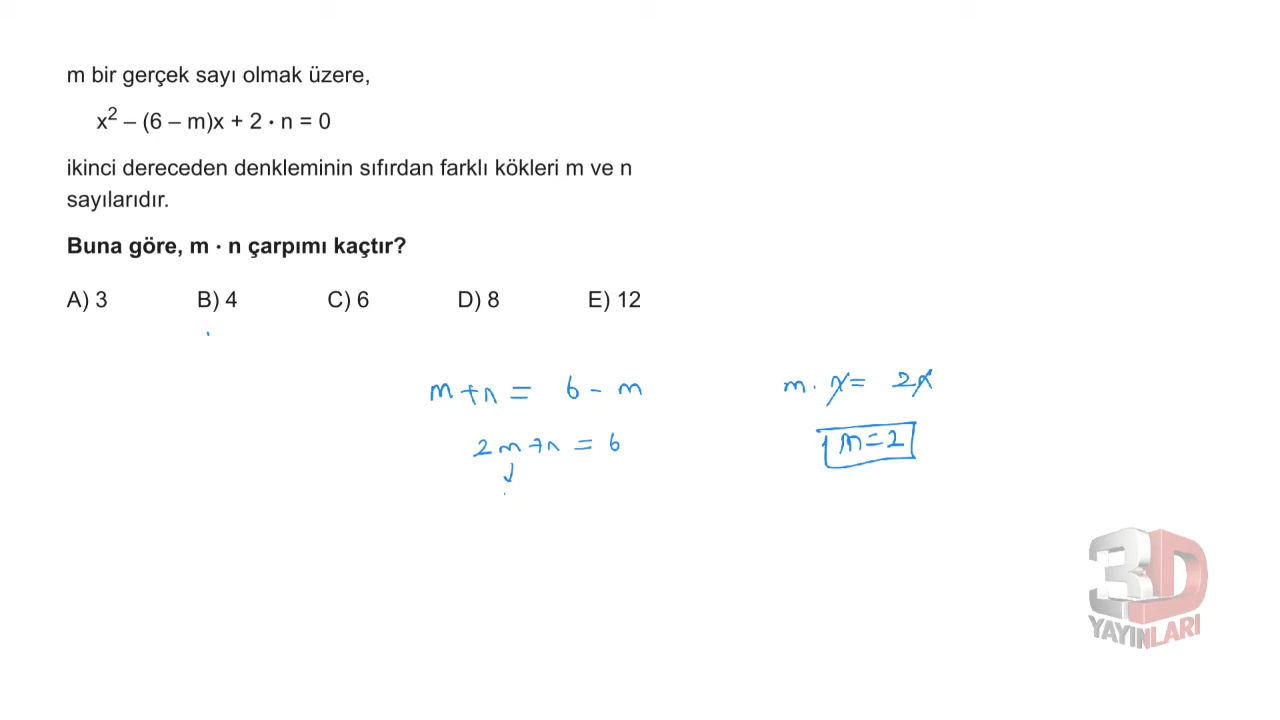 m bir gerçek sayı olmak üzere,
x² – (6 – m)x + 2 · n = 0
ikinci dereceden denkleminin sıfırdan farklı kökleri m ve n
sayılarıdır.
Buna göre, m · n çarpımı kaçtır?
A) 3 B) 4 C) 6 D) 8 E) 12
m + n = 6 - m
m . n = 2n
2m + n = 6
m = 2
3D
YAYINLARI